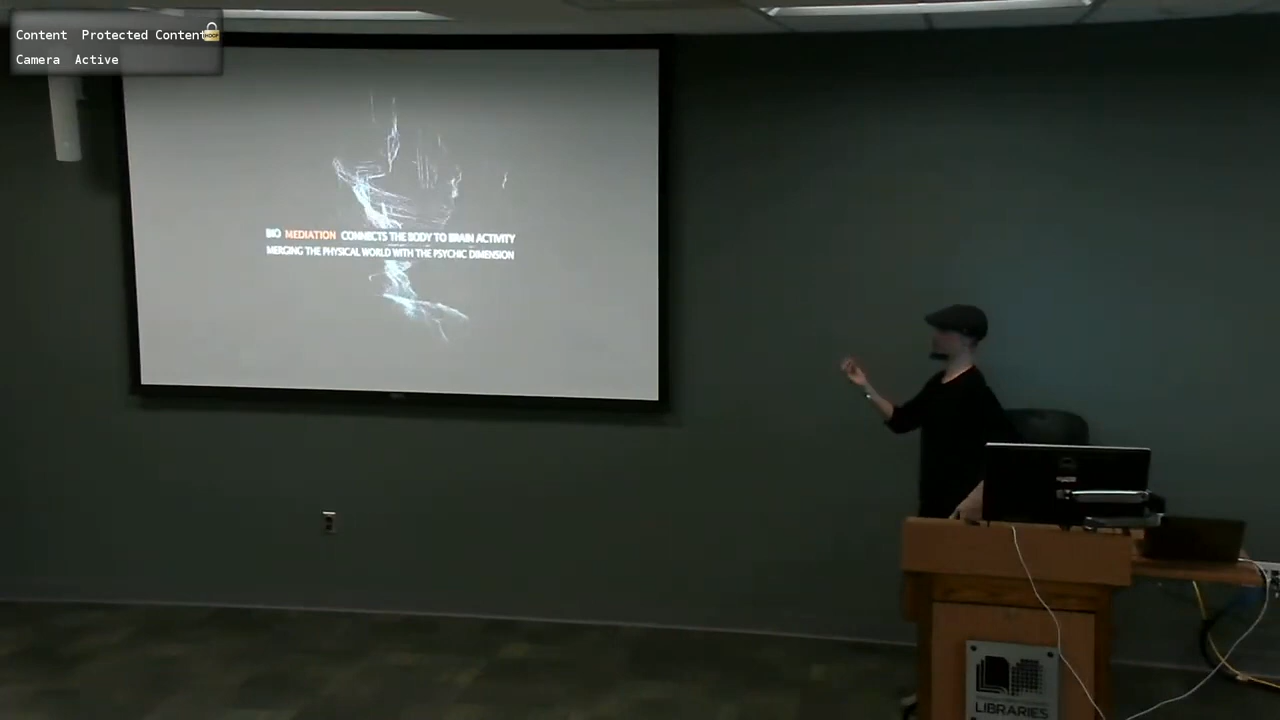 Content Protected Content
Camera Active
BIO MEDIATION CONNECTS THE BODY TO BRAIN ACTIVITY
MERGING THE PHYSICAL WORLD WITH THE PSYCHIC DIMENSION
LIBRARIES